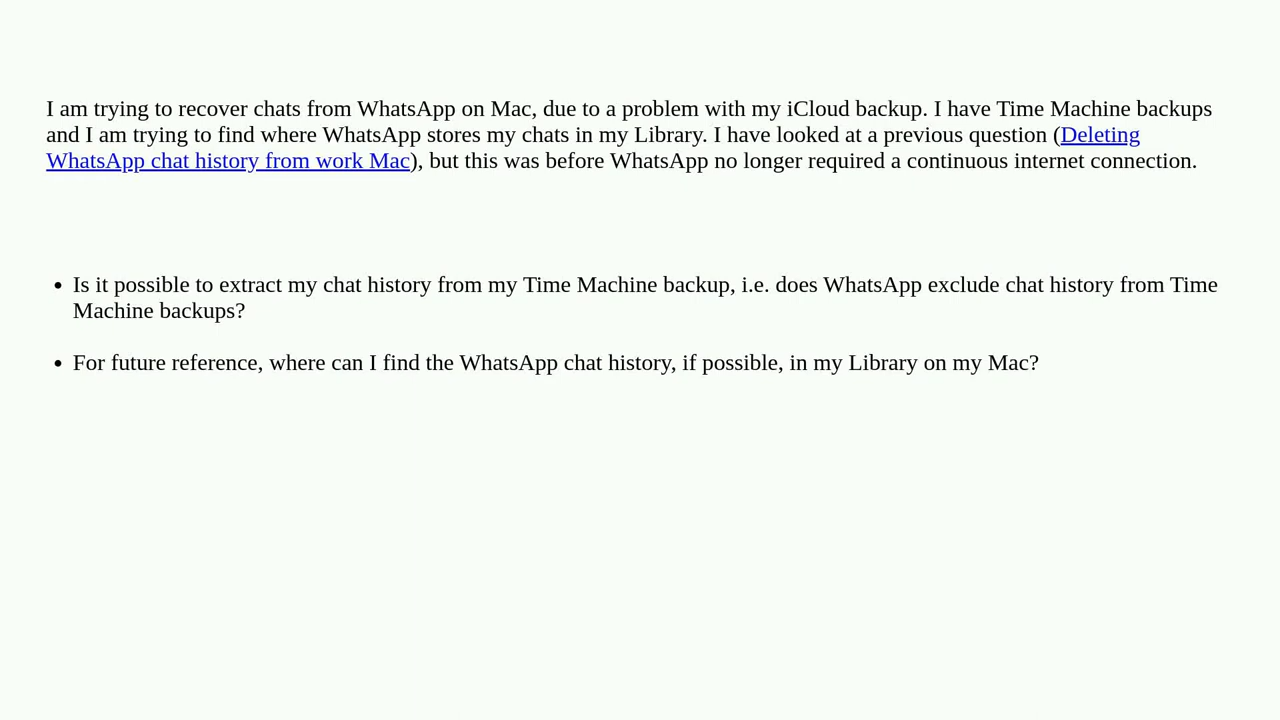 I am trying to recover chats from WhatsApp on Mac, due to a problem with my iCloud backup. I have Time Machine backups
and I am trying to find where WhatsApp stores my chats in my Library. I have looked at a previous question (Deleting
WhatsApp chat history from work Mac), but this was before WhatsApp no longer required a continuous internet connection.
• Is it possible to extract my chat history from my Time Machine backup, i.e. does WhatsApp exclude chat history from Time
Machine backups?
• For future reference, where can I find the WhatsApp chat history, if possible, in my Library on my Mac?